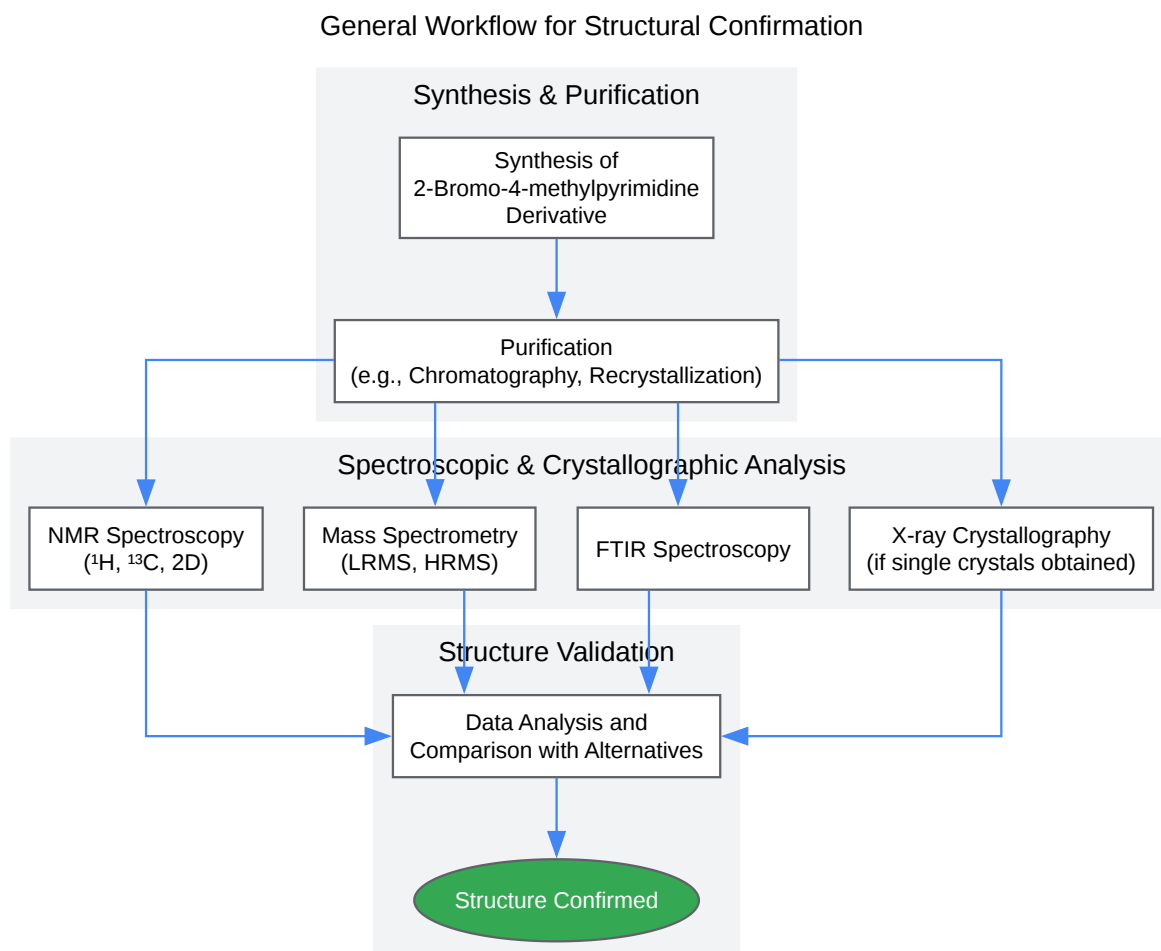 General Workflow for Structural Confirmation
Synthesis & Purification
Synthesis of
2-Bromo-4-methylpyrimidine
Derivative
Purification
(e.g., Chromatography, Recrystallization)
Spectroscopic & Crystallographic Analysis
NMR Spectroscopy
(¹H, ¹³C, 2D)
Mass Spectrometry
(LRMS, HRMS)
FTIR Spectroscopy
X-ray Crystallography
(if single crystals obtained)
Structure Validation
Data Analysis and
Comparison with Alternatives
Structure Confirmed